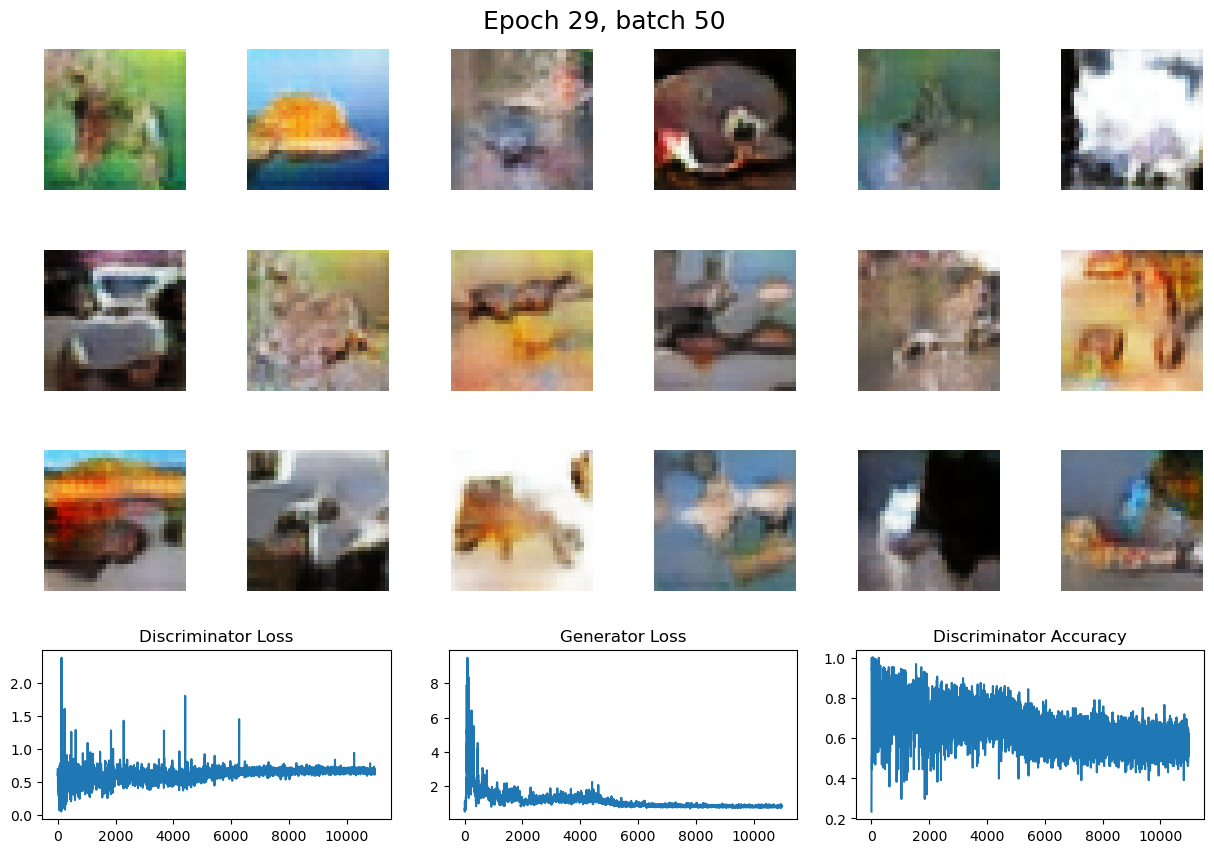 Epoch 29, batch 50
Discriminator Loss
Generator Loss
Discriminator Accuracy
2.0
1.5
1.0
0.5
0.0
0 2000 4000 6000 8000 10000
8
6
4
2
0 2000 4000 6000 8000 10000
1.0
0.8
0.6
0.4
0.2
0 2000 4000 6000 8000 10000